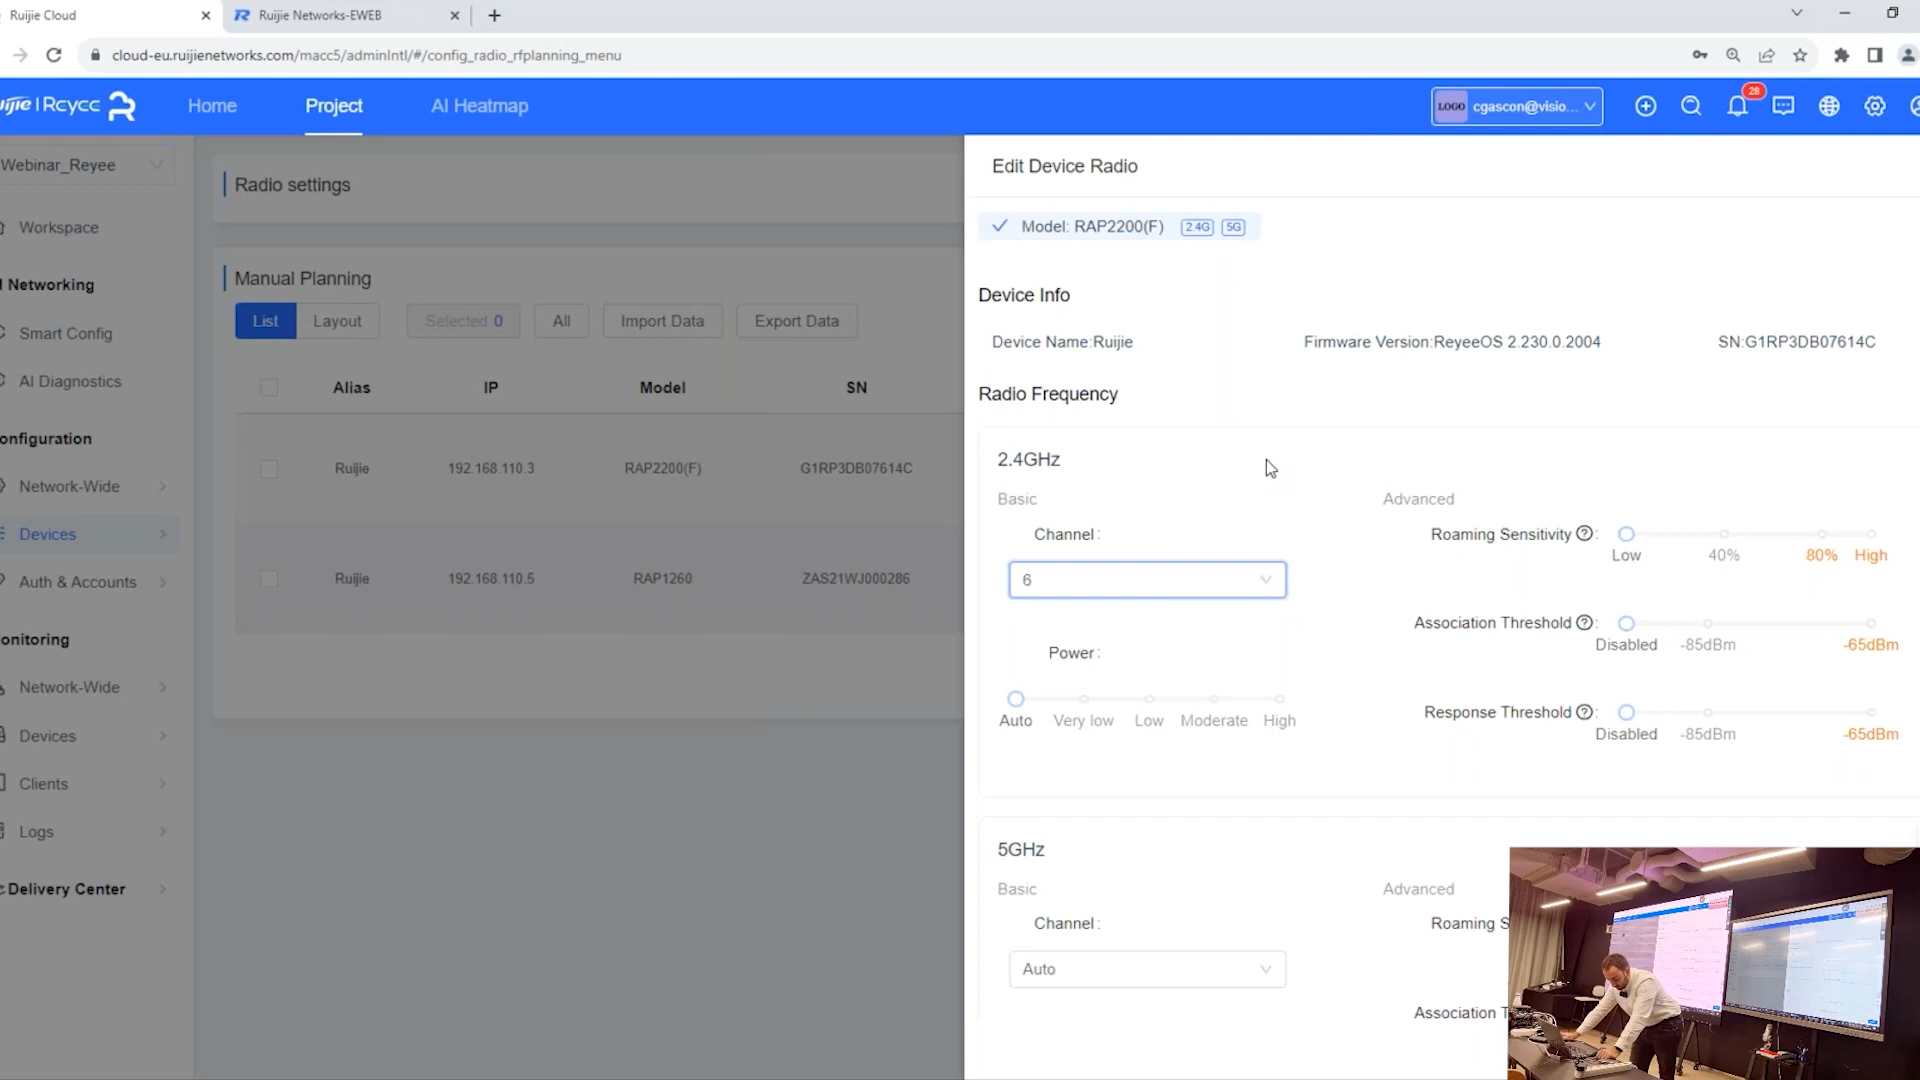 Ruijie Cloud
Ruijie Networks-EWEB
cloud-eu.ruijienetworks.com/macc5/adminIntl/#/config_radio_rfplanning_menu
Reyee
Home
Project
AI Heatmap
LOGO
cgascon@visio...
28
Webinar_Reyee
Workspace
Networking
Smart Config
AI Diagnostics
onfiguration
Network-Wide
Devices
Auth & Accounts
onitoring
Network-Wide
Devices
Clients
Logs
Delivery Center
Radio settings
Manual Planning
List
Layout
Selected 0
All
Import Data
Export Data
Alias
IP
Model
SN
Ruijie
192.168.110.3
RAP2200(F)
G1RP3DB07614C
Ruijie
192.168.110.5
RAP1260
ZAS21WJ000286
Edit Device Radio
Model: RAP2200(F)
2.4G
5G
Device Info
Device Name:Ruijie
Firmware Version:ReyeeOS 2.230.0.2004
SN:G1RP3DB07614C
Radio Frequency
2.4GHz
Basic
Advanced
Channel:
6
Power:
Auto
Very low
Low
Moderate
High
Roaming Sensitivity ?:
Low
40%
80%
High
Association Threshold ?:
Disabled
-85dBm
-65dBm
Response Threshold ?:
Disabled
-85dBm
-65dBm
5GHz
Basic
Advanced
Channel:
Auto
Roaming S
Association T